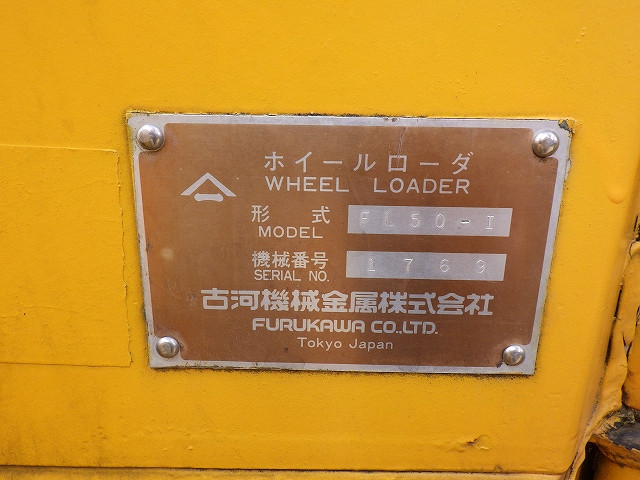 ホイールローダ
WHEEL LOADER
形 式 FL50-I
MODEL
機械番号 1769
SERIAL NO.
古河機械金属株式会社
FURUKAWA CO.LTD.
Tokyo Japan